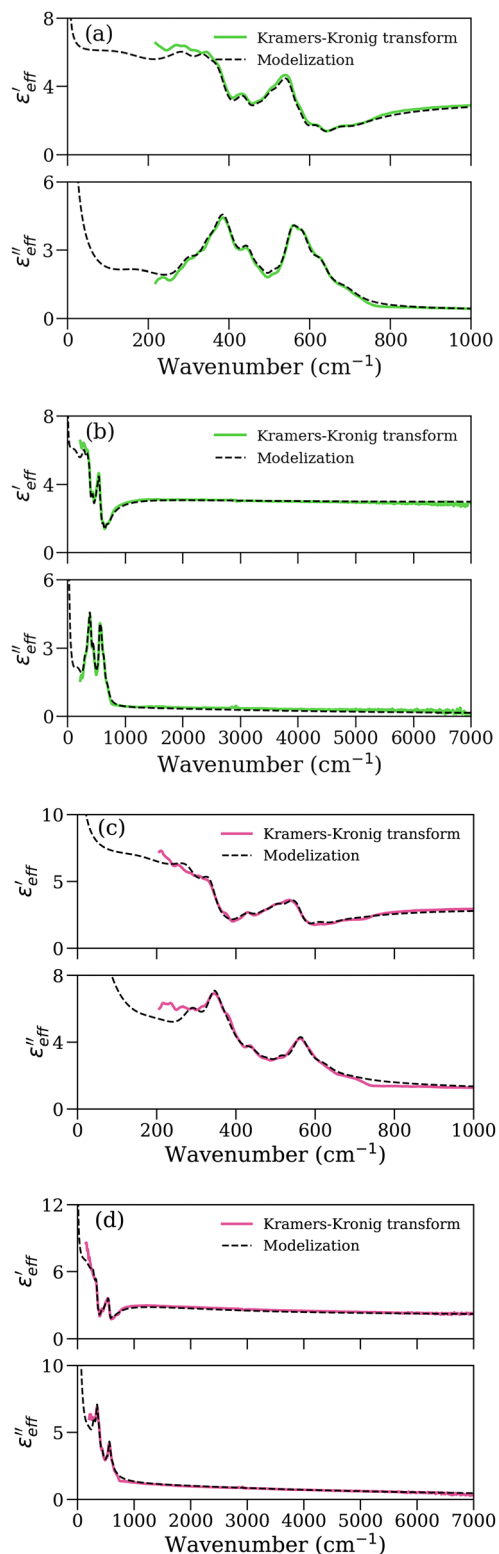 8
(a)
Kramers-Kronig transform
Modelization
4
ε′eff
0
6
3
ε″eff
0
0 200 400 600 800 1000
Wavenumber (cm⁻¹)
8
(b)
Kramers-Kronig transform
Modelization
4
ε′eff
0
6
3
ε″eff
0
0 1000 2000 3000 4000 5000 6000 7000
Wavenumber (cm⁻¹)
10
(c)
Kramers-Kronig transform
Modelization
5
ε′eff
0
8
4
ε″eff
0
0 200 400 600 800 1000
Wavenumber (cm⁻¹)
12
(d)
Kramers-Kronig transform
Modelization
6
ε′eff
0
10
5
ε″eff
0
0 1000 2000 3000 4000 5000 6000 7000
Wavenumber (cm⁻¹)